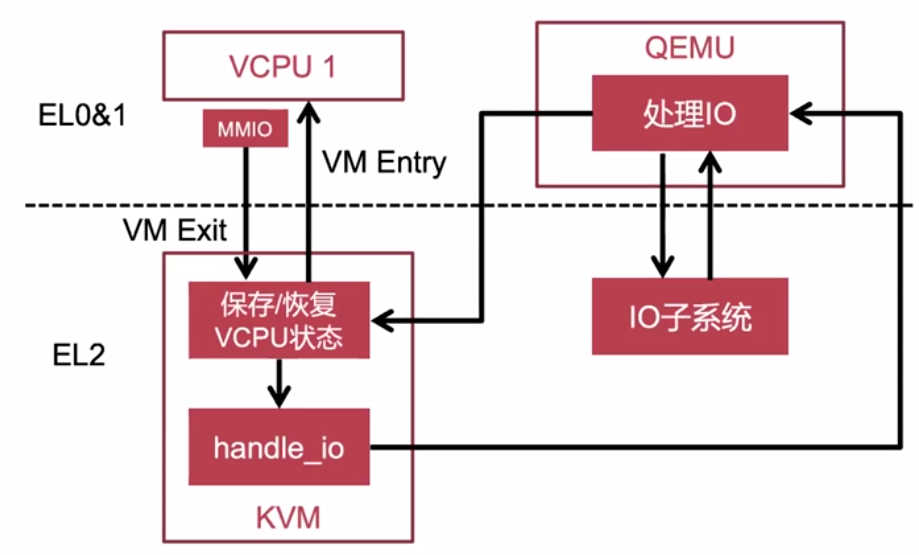 VCPU 1
QEMU
EL0&1
MMIO
处理IO
VM Entry
VM Exit
保存/恢复
VCPU状态
IO子系统
EL2
handle_io
KVM